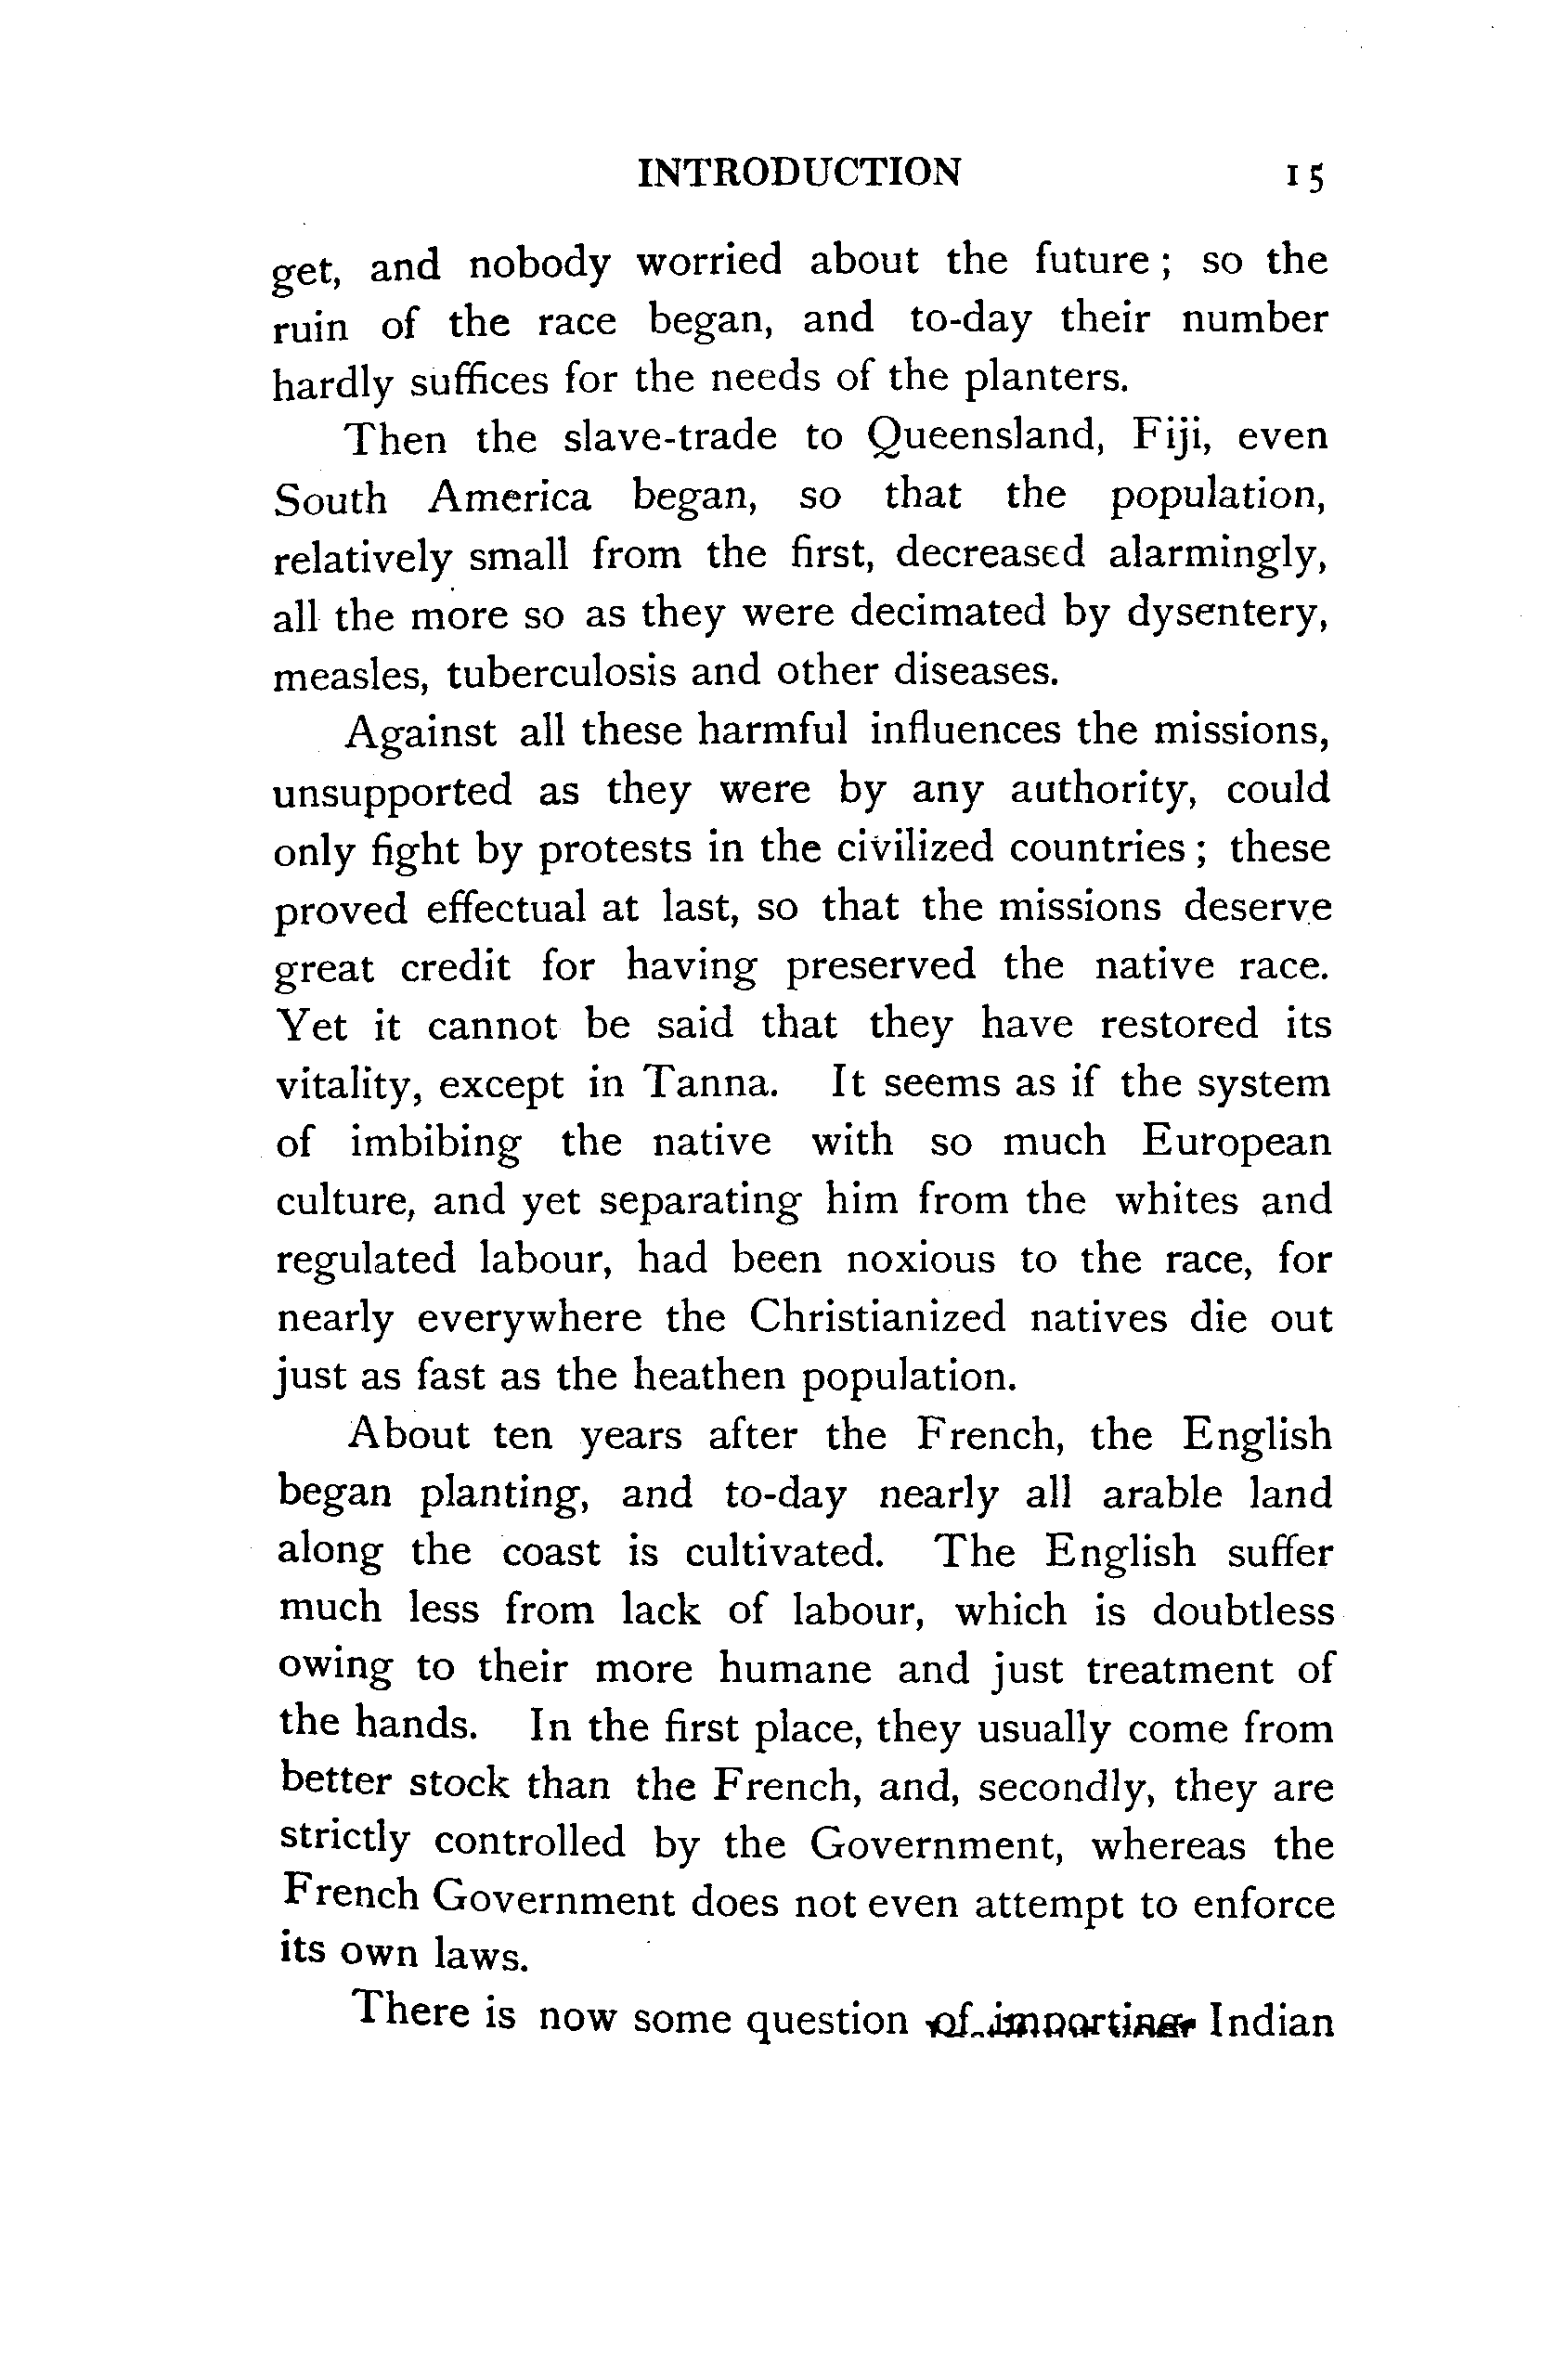 INTRODUCTION 15
get, and nobody worried about the future ; so the
ruin of the race began, and to-day their number
hardly suffices for the needs of the planters.
Then the slave-trade to Queensland, Fiji, even
South America began, so that the population,
relatively small from the first, decreased alarmingly,
all the more so as they were decimated by dysentery,
measles, tuberculosis and other diseases.
Against all these harmful influences the missions,
unsupported as they were by any authority, could
only fight by protests in the civilized countries ; these
proved effectual at last, so that the missions deserve
great credit for having preserved the native race.
Yet it cannot be said that they have restored its
vitality, except in Tanna. It seems as if the system
of imbibing the native with so much European
culture, and yet separating him from the whites and
regulated labour, had been noxious to the race, for
nearly everywhere the Christianized natives die out
just as fast as the heathen population.
About ten years after the French, the English
began planting, and to-day nearly all arable land
along the coast is cultivated. The English suffer
much less from lack of labour, which is doubtless
owing to their more humane and just treatment of
the hands. In the first place, they usually come from
better stock than the French, and, secondly, they are
strictly controlled by the Government, whereas the
French Government does not even attempt to enforce
its own laws.
There is now some question of importing Indian